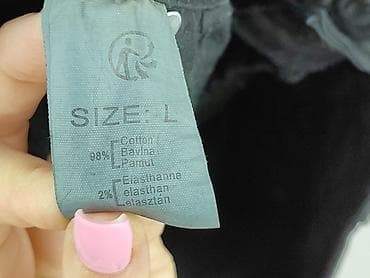 SIZE: L
Cotton
98% Bavlna
Pamut
Elasthanne
2% elasthan
elasztán